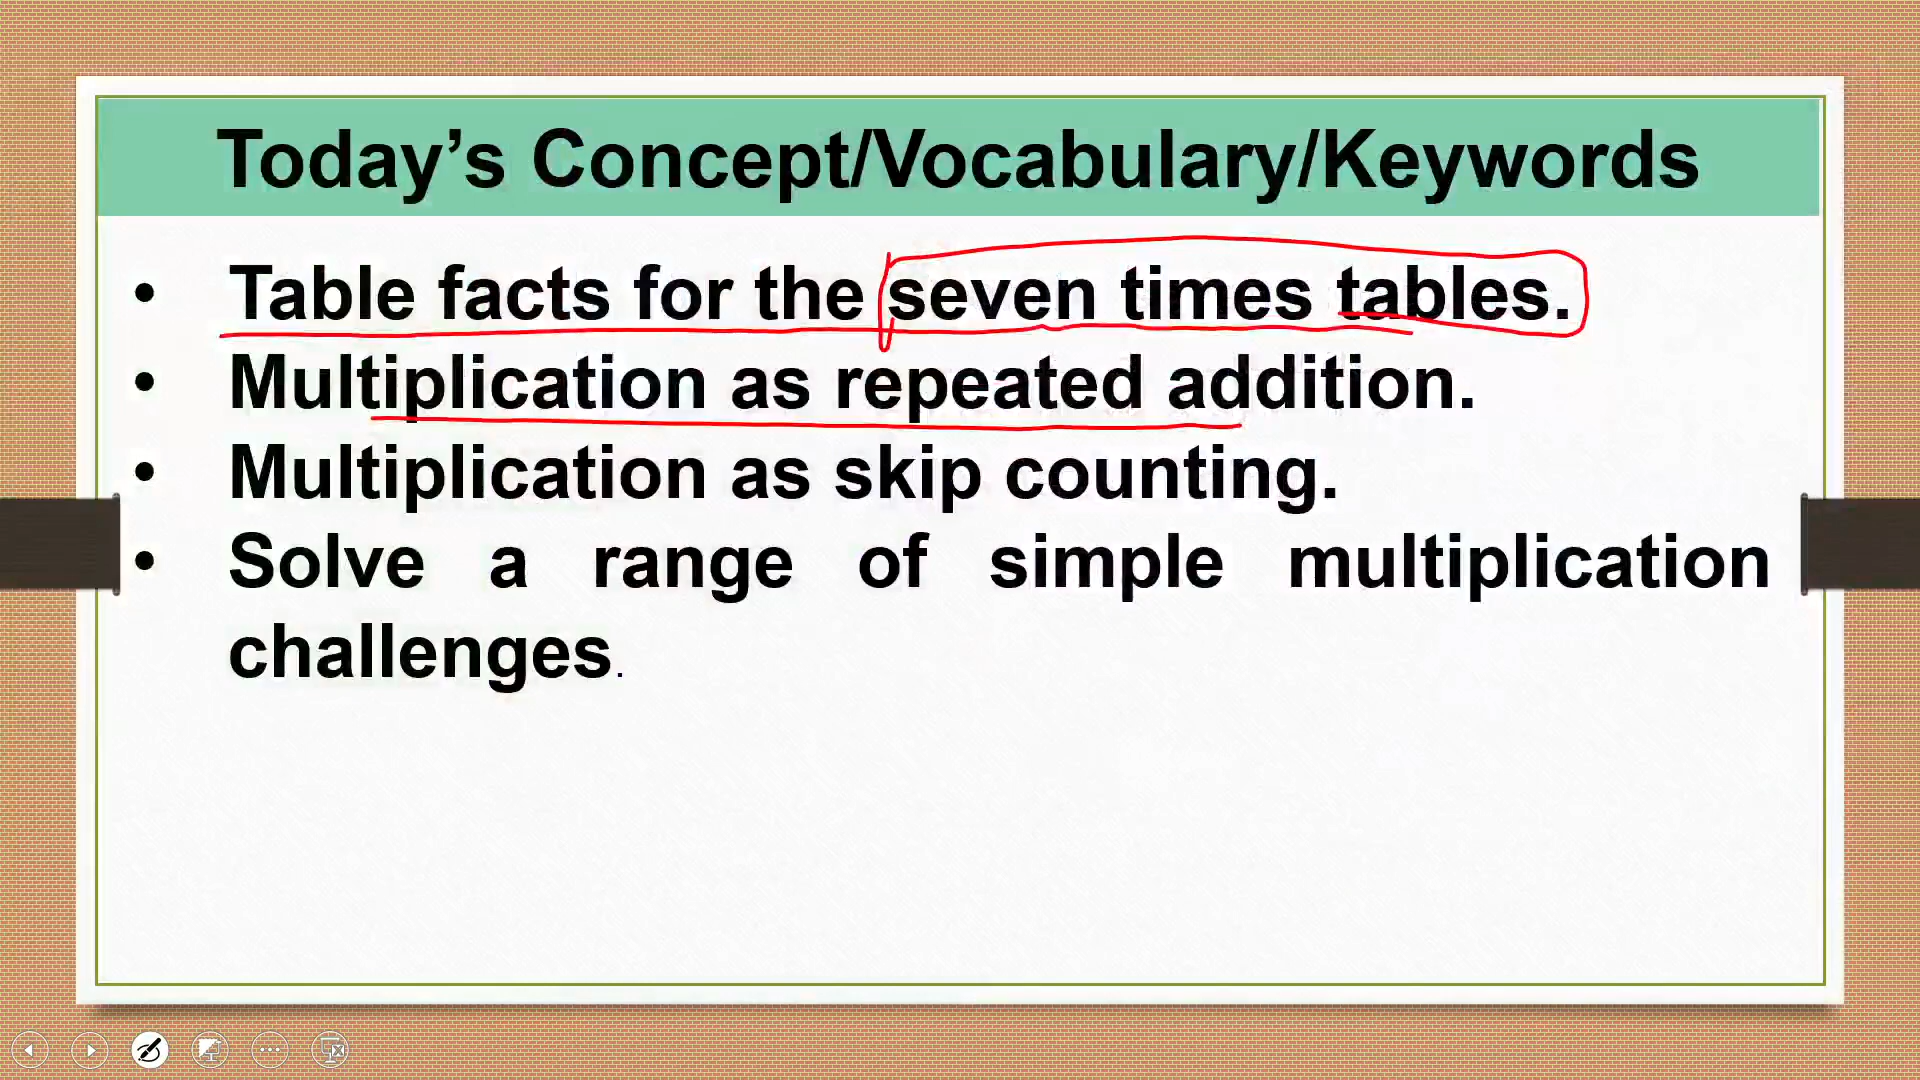 Today’s Concept/Vocabulary/Keywords
• Table facts for the seven times tables.
• Multiplication as repeated addition.
• Multiplication as skip counting.
• Solve a range of simple multiplication
challenges.